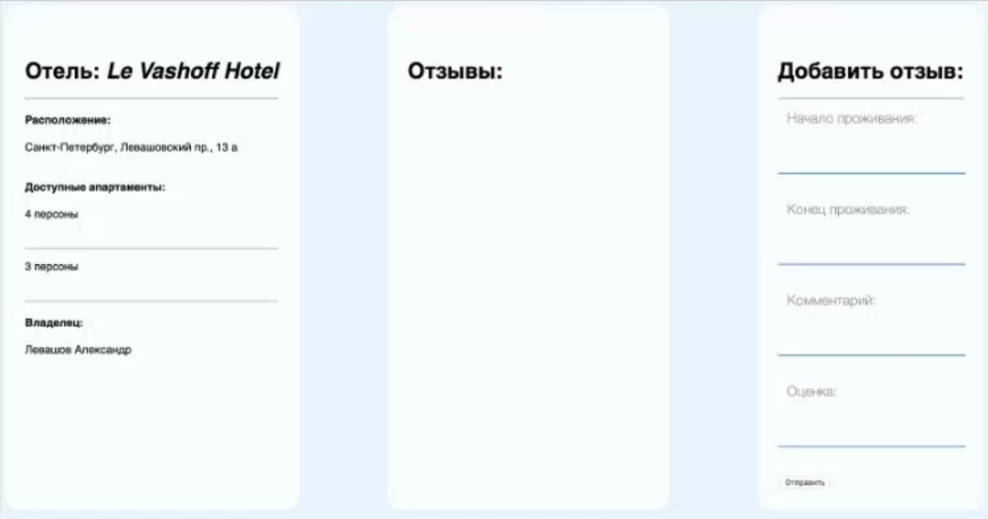 Отель: Le Vashoff Hotel
Расположение:
Санкт-Петербург, Левашовский пр., 13 а
Доступные апартаменты:
4 персоны
3 персоны
Владелец:
Левашов Александр
Отзывы:
Добавить отзыв:
Начало проживания:
Конец проживания:
Комментарий:
Оценка:
Отправить